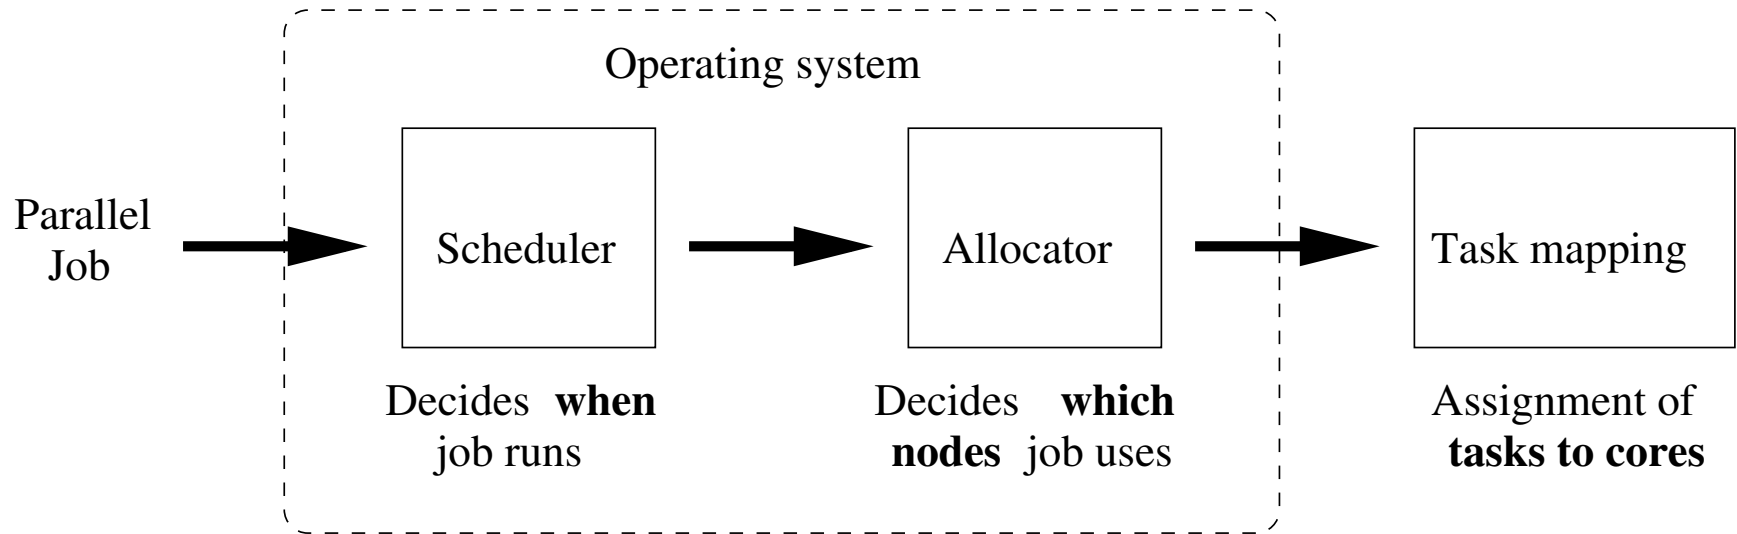 Operating system
Parallel
Job
Scheduler
Allocator
Task mapping
Decides when
job runs
Decides which
nodes job uses
Assignment of
tasks to cores